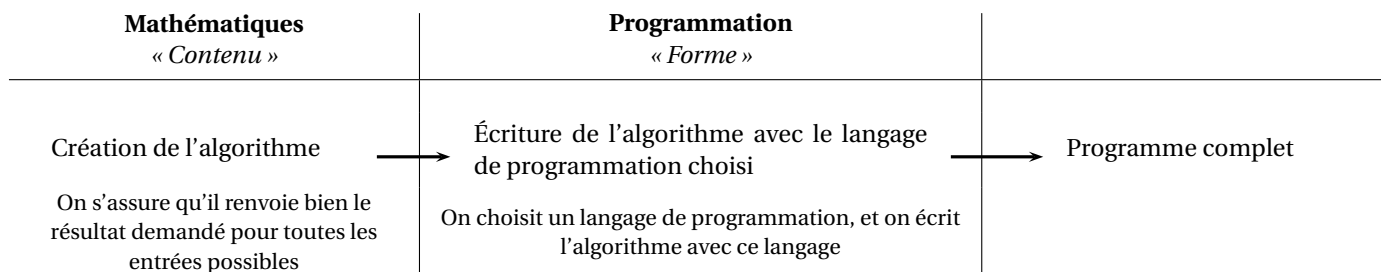 Mathématiques
« Contenu »
Programmation
« Forme »
Création de l’algorithme
On s’assure qu’il renvoie bien le
résultat demandé pour toutes les
entrées possibles
Écriture de l’algorithme avec le langage
de programmation choisi
On choisit un langage de programmation, et on écrit
l’algorithme avec ce langage
Programme complet